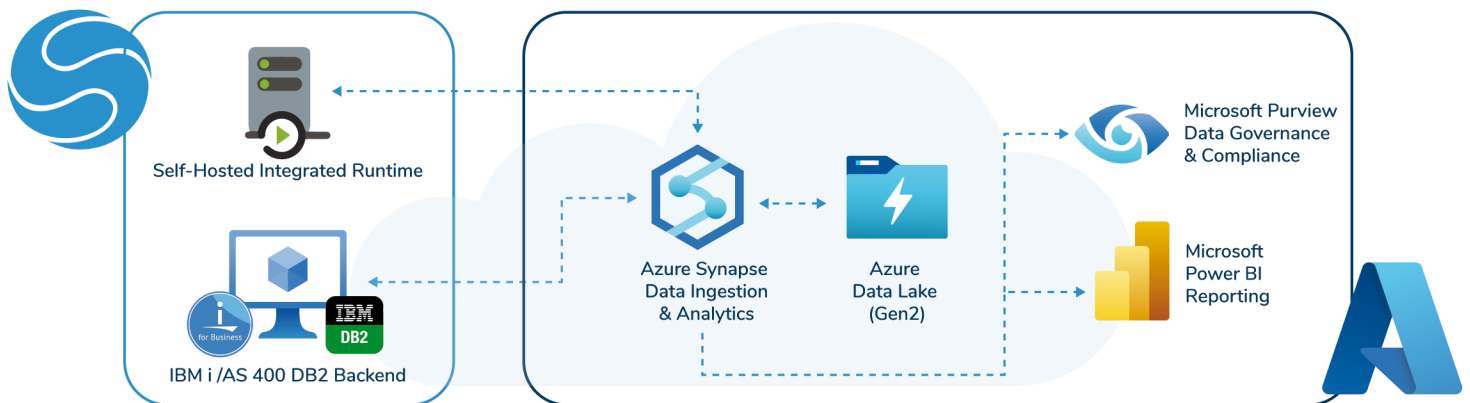 Self-Hosted Integrated Runtime
i
for Business
IBM
DB2
IBM i /AS 400 DB2 Backend
Azure Synapse
Data Ingestion
& Analytics
Azure
Data Lake
(Gen2)
Microsoft Purview
Data Governance
& Compliance
Microsoft
Power BI
Reporting